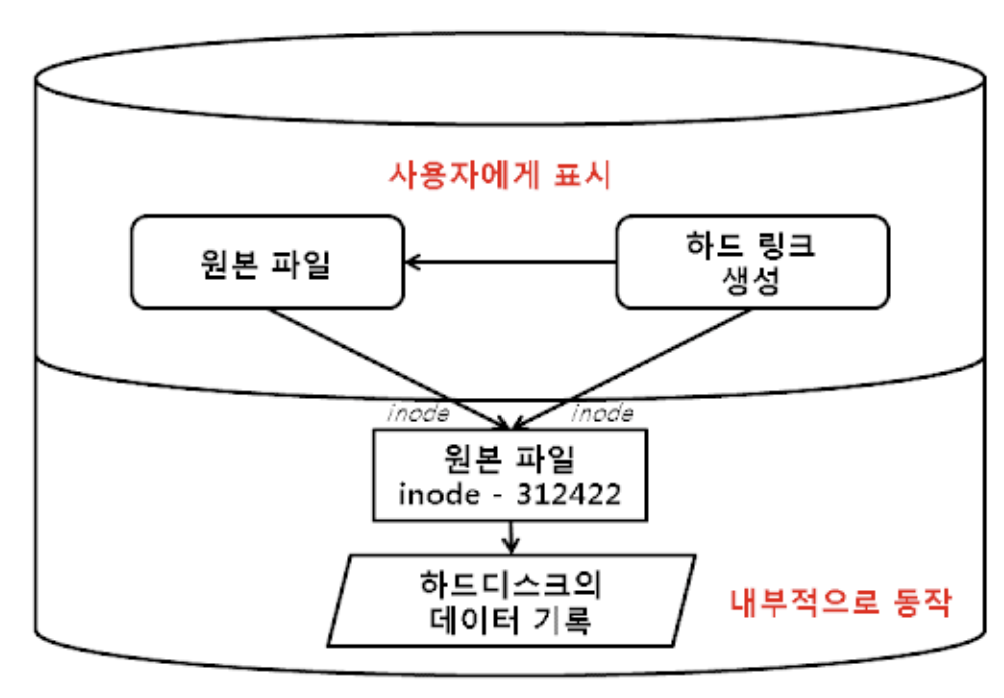 사용자에게 표시
원본 파일
하드 링크
생성
inode
inode
원본 파일
inode - 312422
하드디스크의
데이터 기록
내부적으로 동작